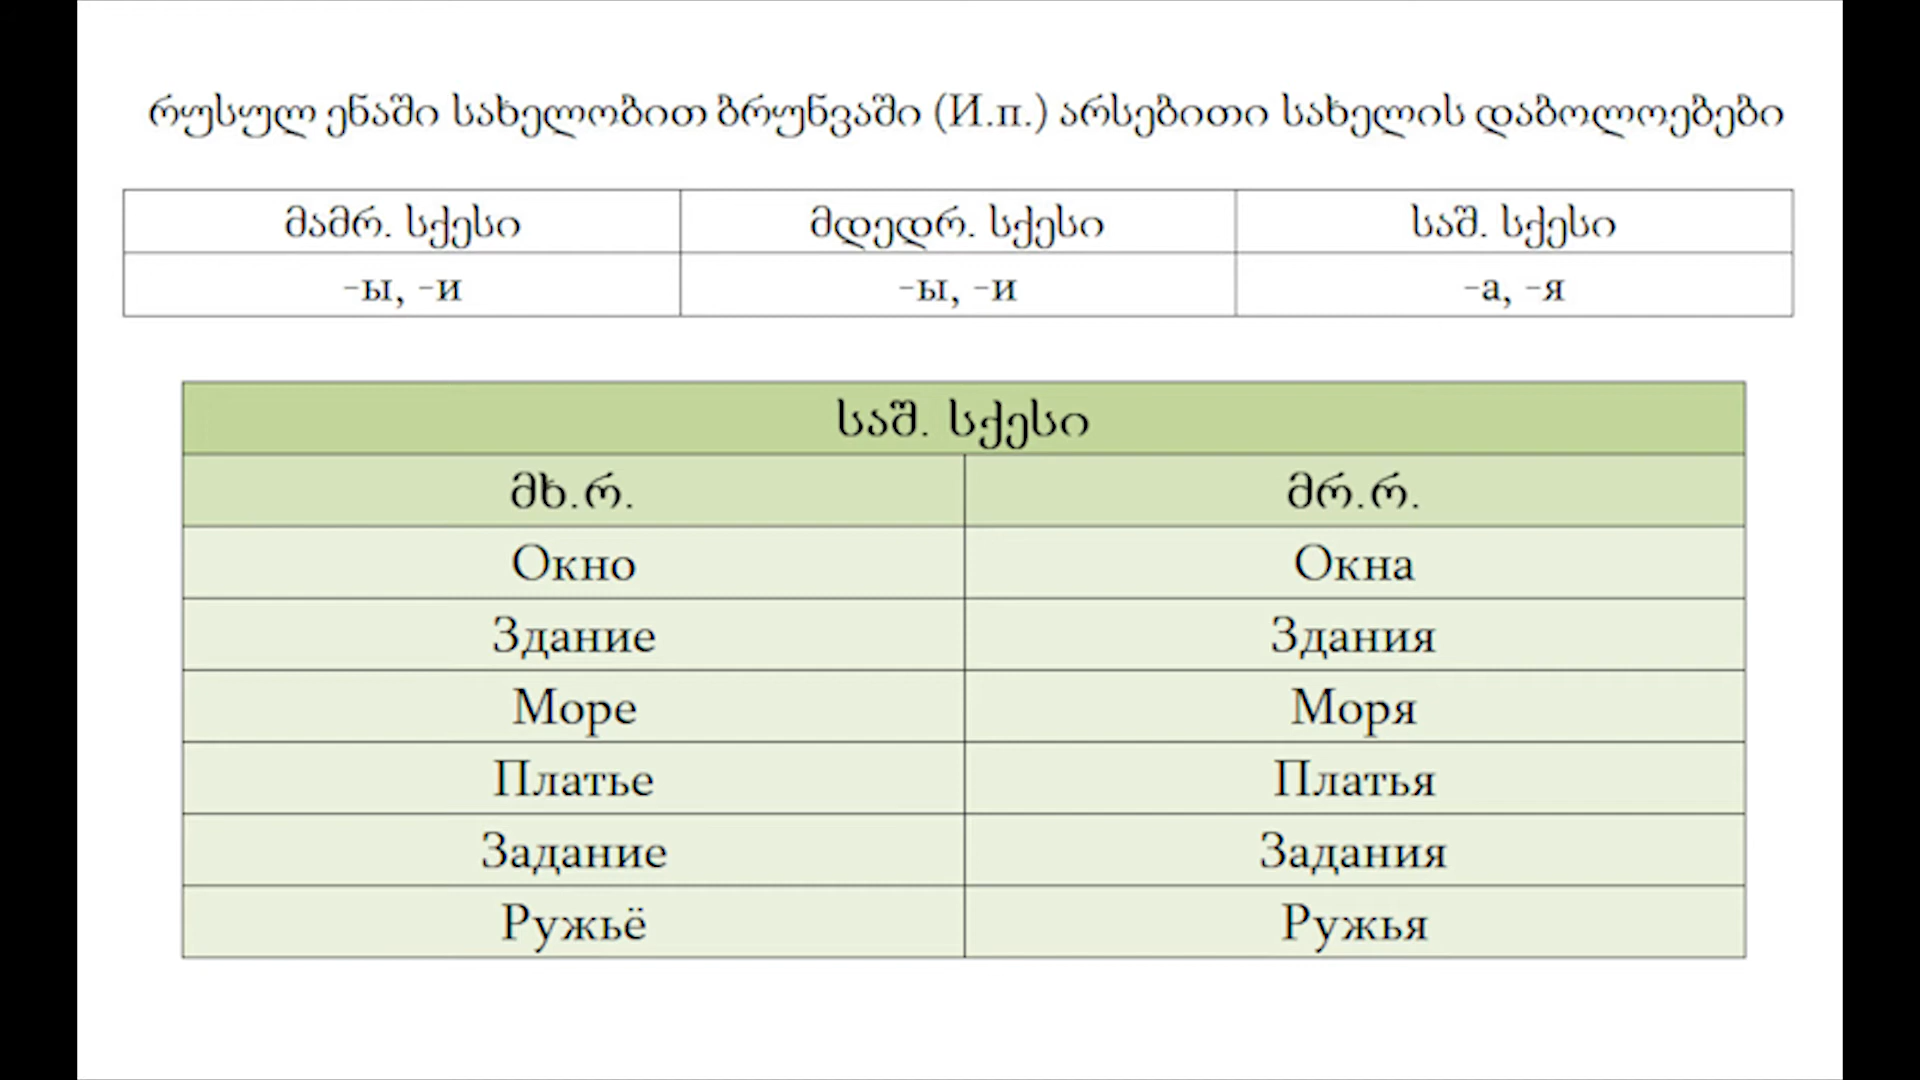 რუსულ ენაში სახელობით ბრუნვაში (И.п.) არსებითი სახელის დაბოლოებები
მამრ. სქესი მდედრ. სქესი საშ. სქესი
-ы, -и -ы, -и -а, -я
საშ. სქესი
მხ.რ. მრ.რ.
Окно Окна
Здание Здания
Море Моря
Платье Платья
Задание Задания
Ружьё Ружья